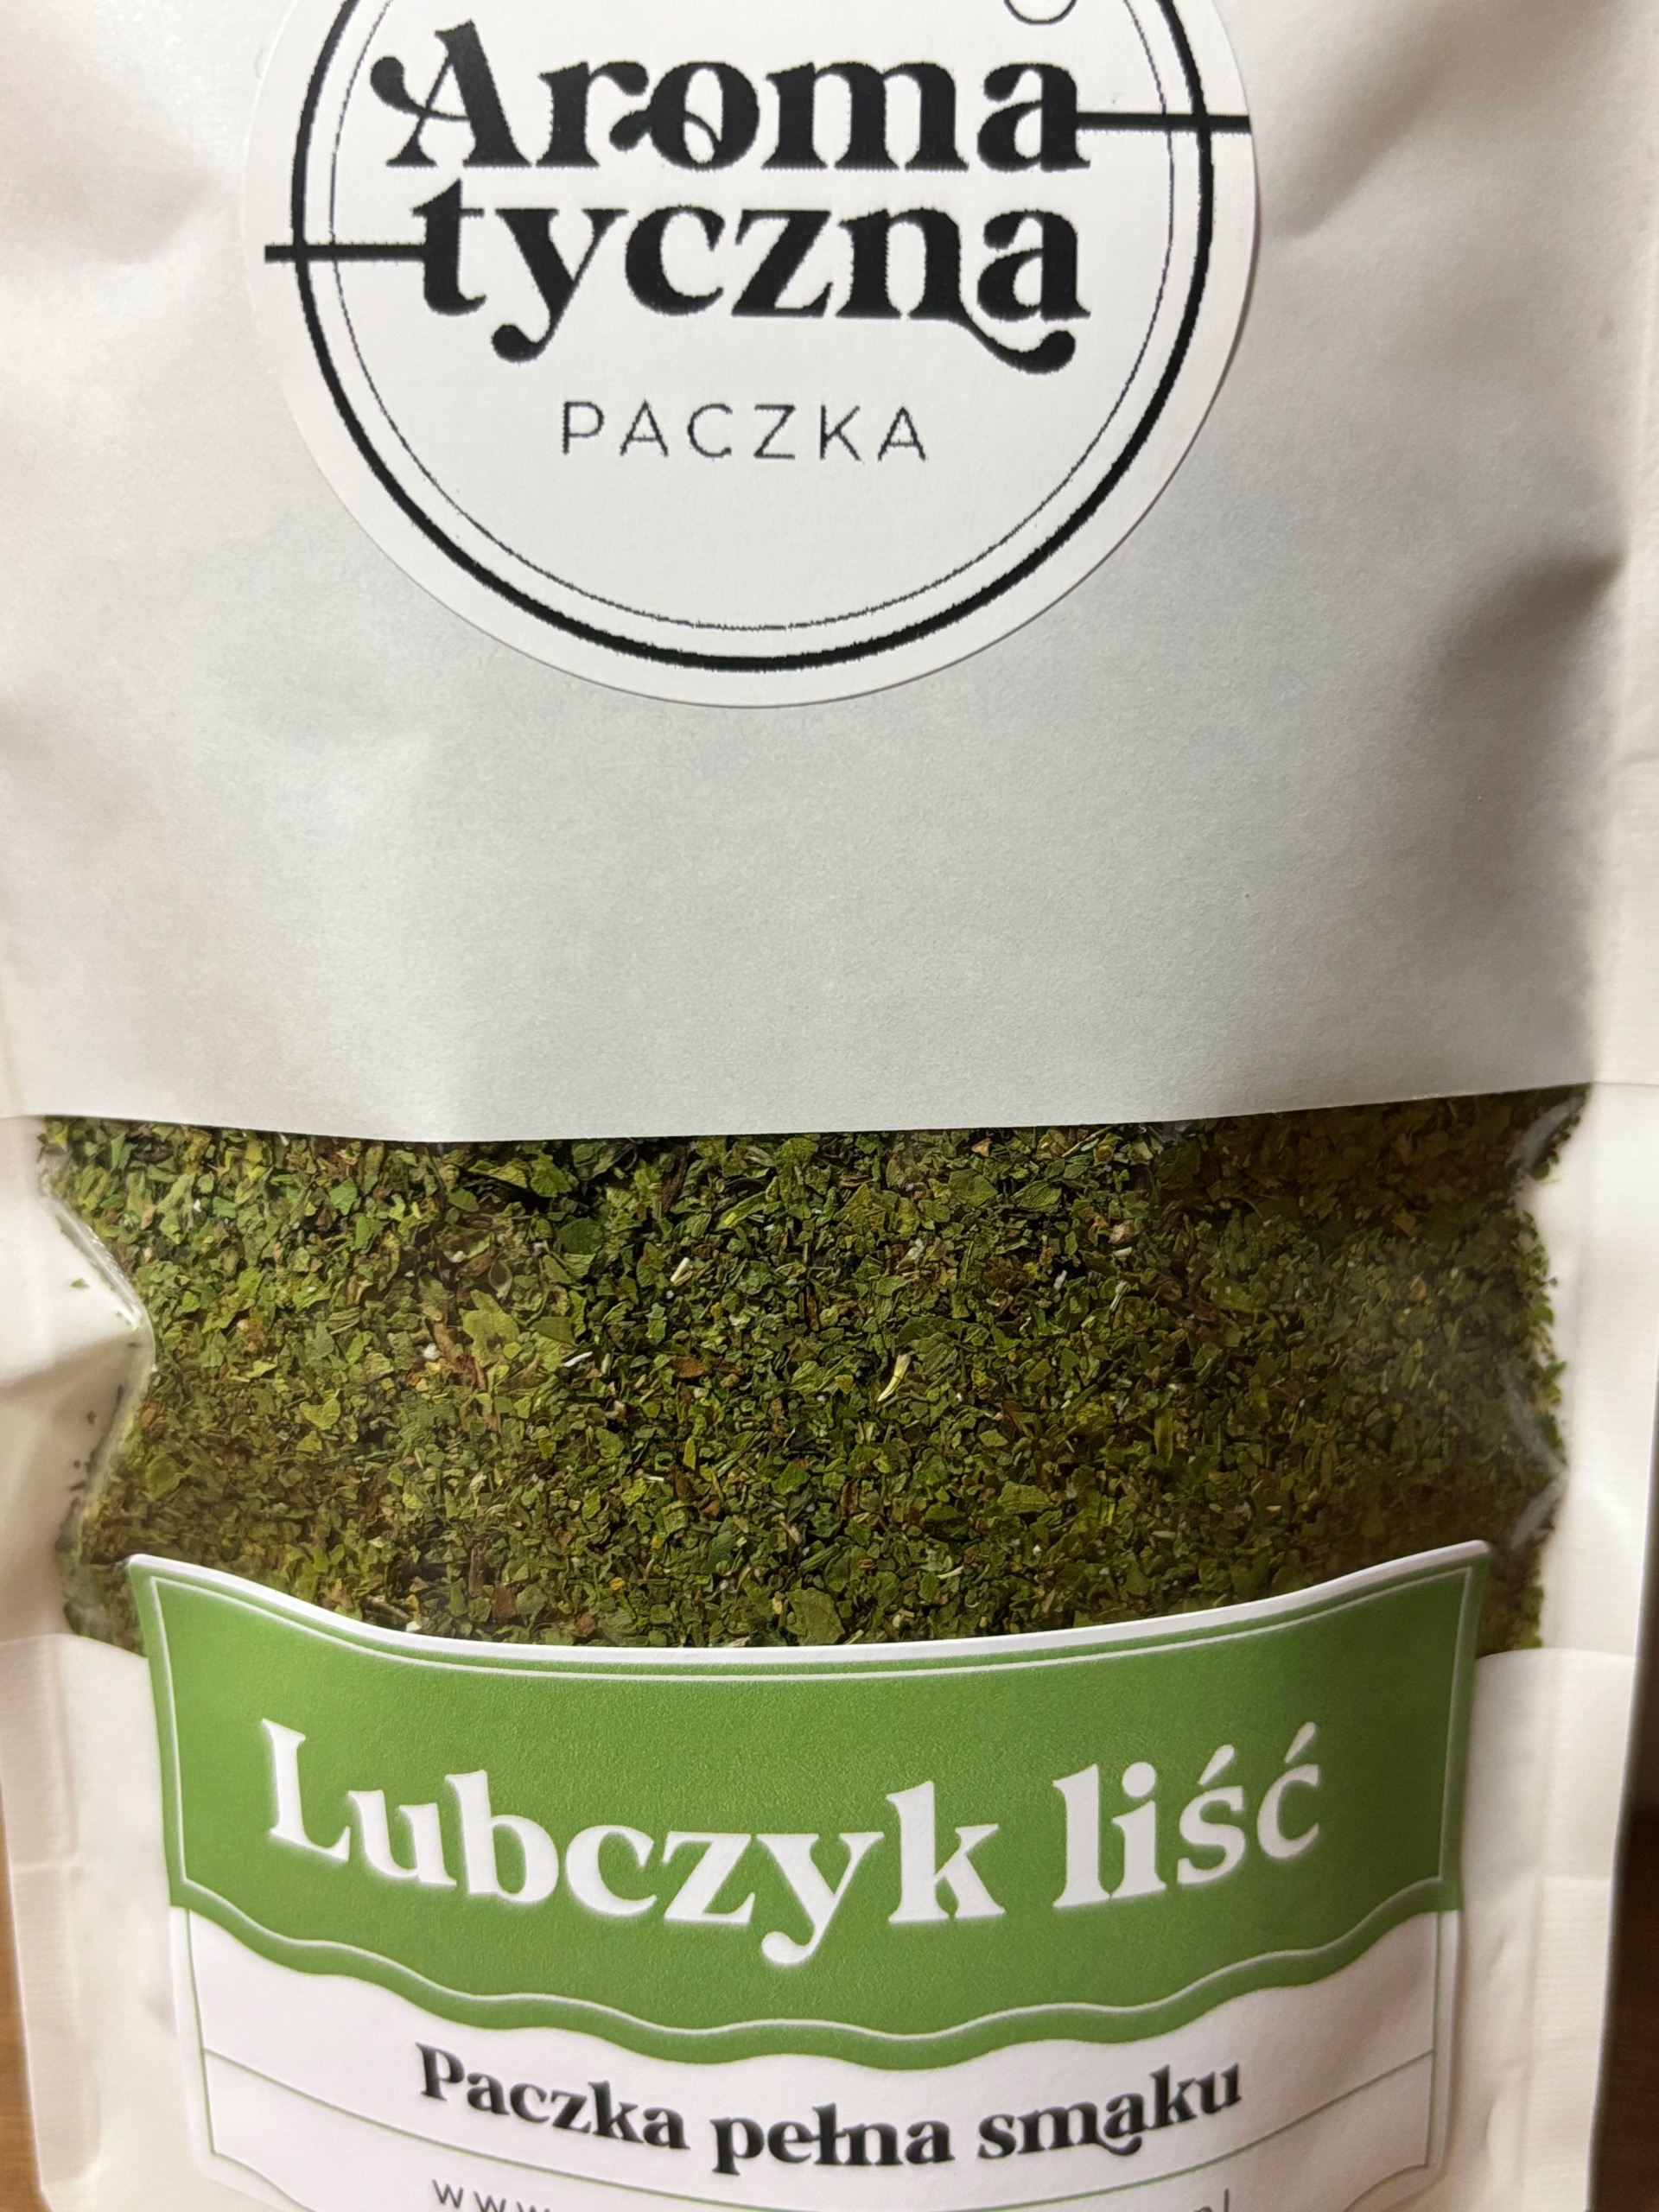 Aroma
tyczna
PACZKA
Lubczyk liść
Paczka pełna smaku